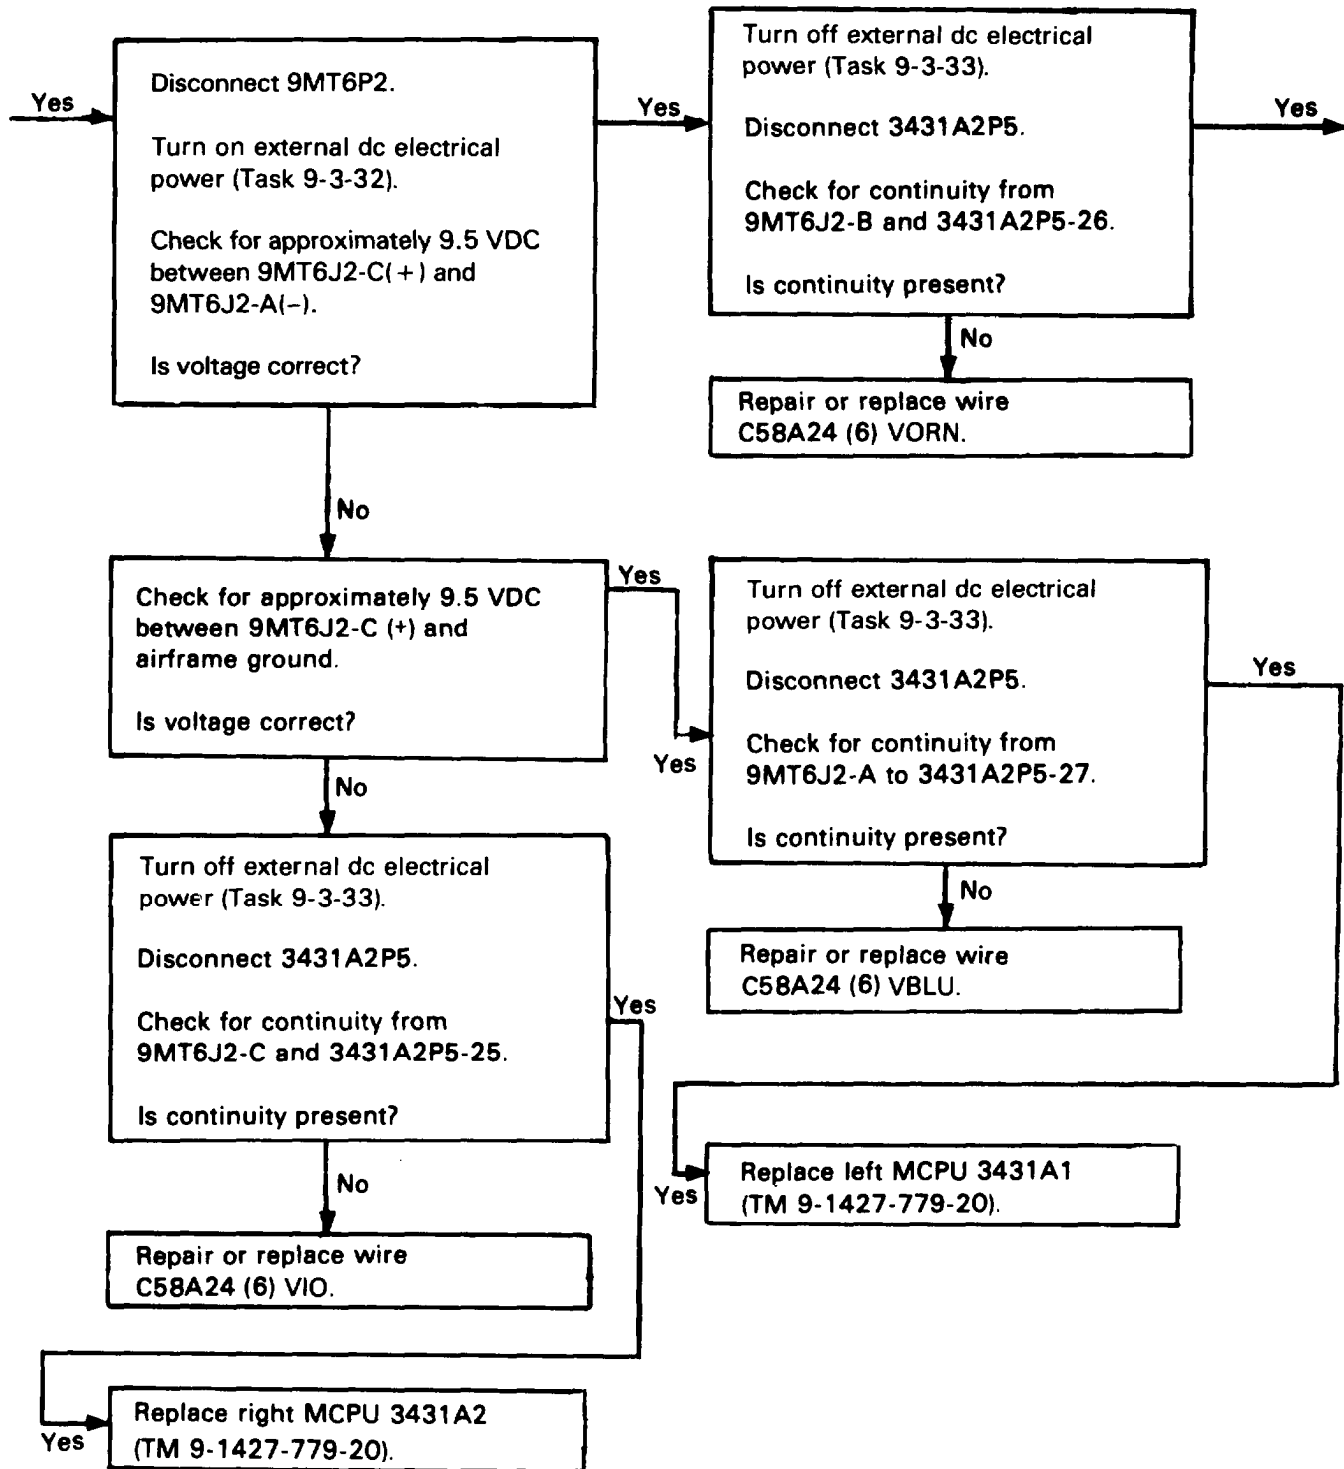 Yes
Disconnect 9MT6P2.
Turn on external dc electrical
power (Task 9-3-32).
Check for approximately 9.5 VDC
between 9MT6J2-C(+) and
9MT6J2-A(−).
Is voltage correct?
Yes
Turn off external dc electrical
power (Task 9-3-33).
Disconnect 3431A2P5.
Check for continuity from
9MT6J2-B and 3431A2P5-26.
Is continuity present?
Yes
No
Repair or replace wire
C58A24 (6) VORN.
No
Check for approximately 9.5 VDC
between 9MT6J2-C (+) and
airframe ground.
Is voltage correct?
Yes
Yes
Turn off external dc electrical
power (Task 9-3-33).
Disconnect 3431A2P5.
Check for continuity from
9MT6J2-A to 3431A2P5-27.
Is continuity present?
Yes
No
Repair or replace wire
C58A24 (6) VBLU.
No
Turn off external dc electrical
power (Task 9-3-33).
Disconnect 3431A2P5.
Check for continuity from
9MT6J2-C and 3431A2P5-25.
Is continuity present?
Yes
Yes
Replace left MCPU 3431A1
(TM 9-1427-779-20).
No
Repair or replace wire
C58A24 (6) VIO.
Yes
Replace right MCPU 3431A2
(TM 9-1427-779-20).